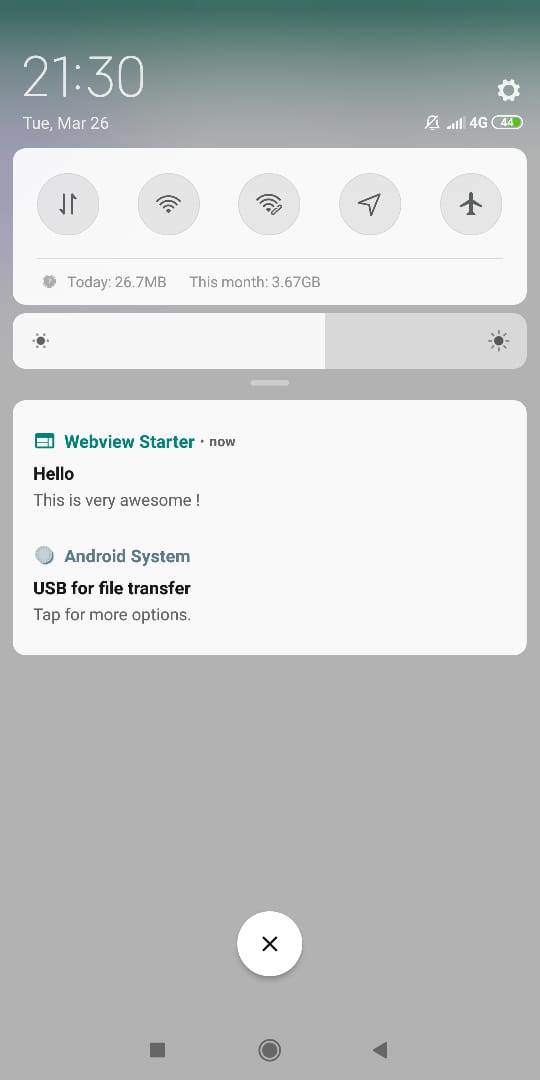 21:30
Tue, Mar 26
4G 44
Today: 26.7MB This month: 3.67GB
Webview Starter · now
Hello
This is very awesome !
Android System
USB for file transfer
Tap for more options.